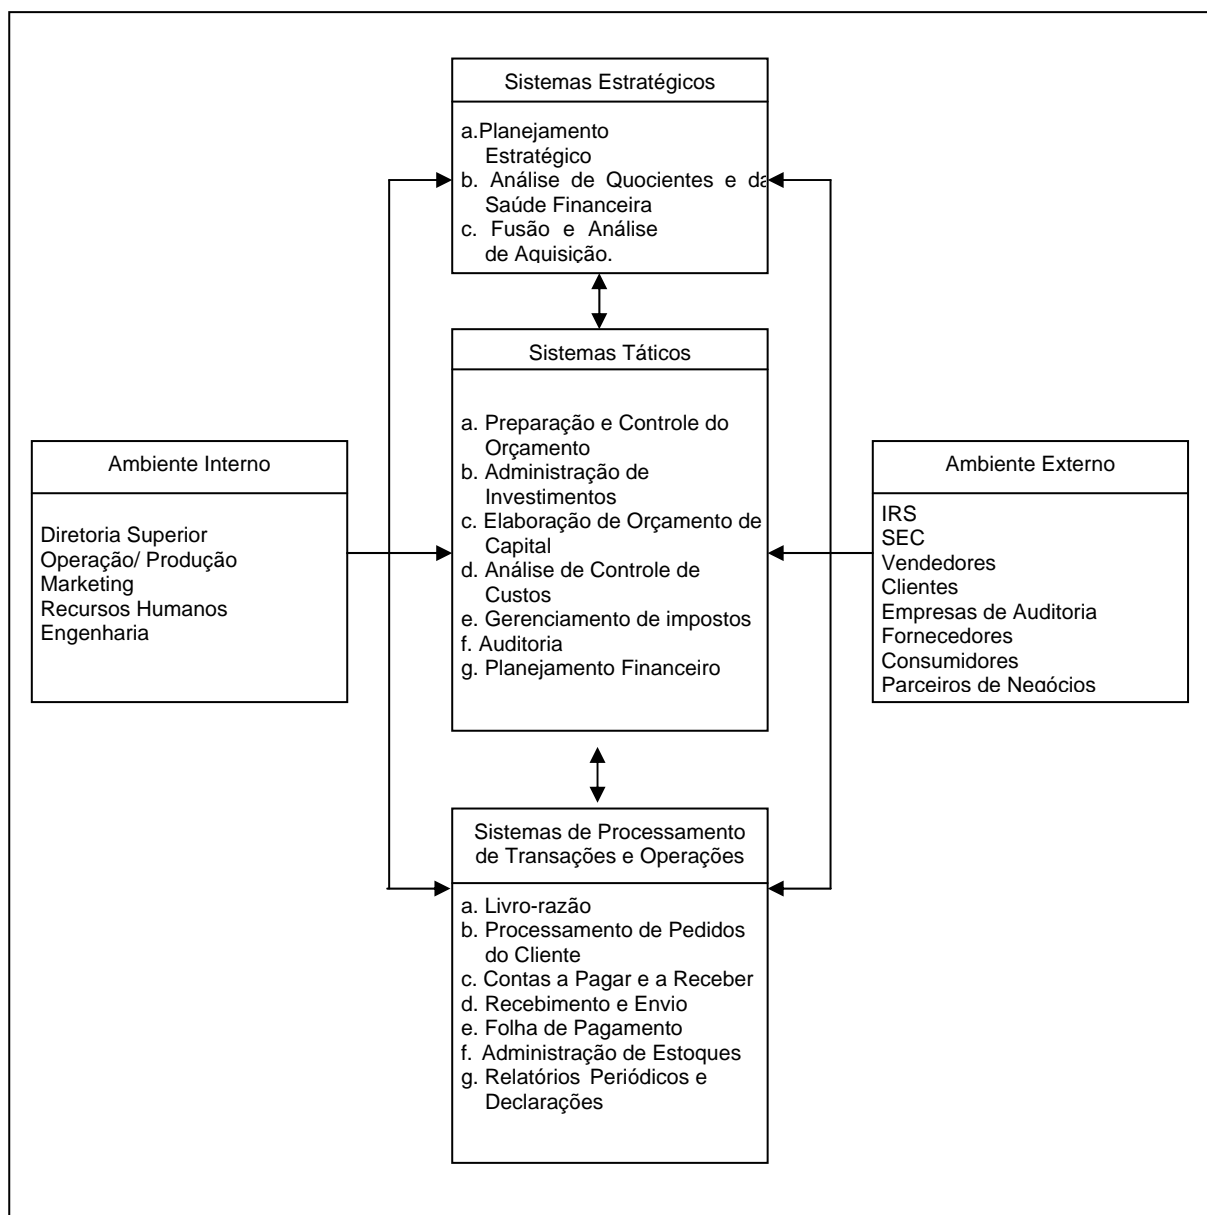 Sistemas Estratégicos
a.Planejamento
Estratégico
b. Análise de Quocientes e da
Saúde Financeira
c. Fusão e Análise
de Aquisição.
Sistemas Táticos
a. Preparação e Controle do
Orçamento
b. Administração de
Investimentos
c. Elaboração de Orçamento de
Capital
d. Análise de Controle de
Custos
e. Gerenciamento de impostos
f. Auditoria
g. Planejamento Financeiro
Ambiente Interno
Diretoria Superior
Operação/ Produção
Marketing
Recursos Humanos
Engenharia
Ambiente Externo
IRS
SEC
Vendedores
Clientes
Empresas de Auditoria
Fornecedores
Consumidores
Parceiros de Negócios
Sistemas de Processamento
de Transações e Operações
a. Livro-razão
b. Processamento de Pedidos
do Cliente
c. Contas a Pagar e a Receber
d. Recebimento e Envio
e. Folha de Pagamento
f. Administração de Estoques
g. Relatórios Periódicos e
Declarações